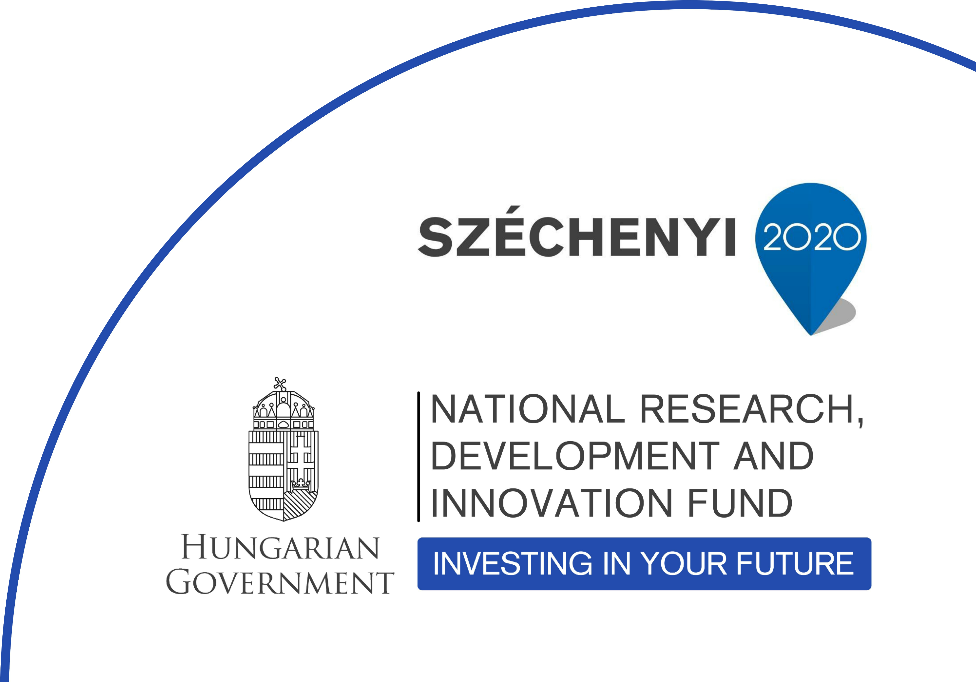 SZÉCHENYI 2020
NATIONAL RESEARCH,
DEVELOPMENT AND
INNOVATION FUND
HUNGARIAN
GOVERNMENT
INVESTING IN YOUR FUTURE